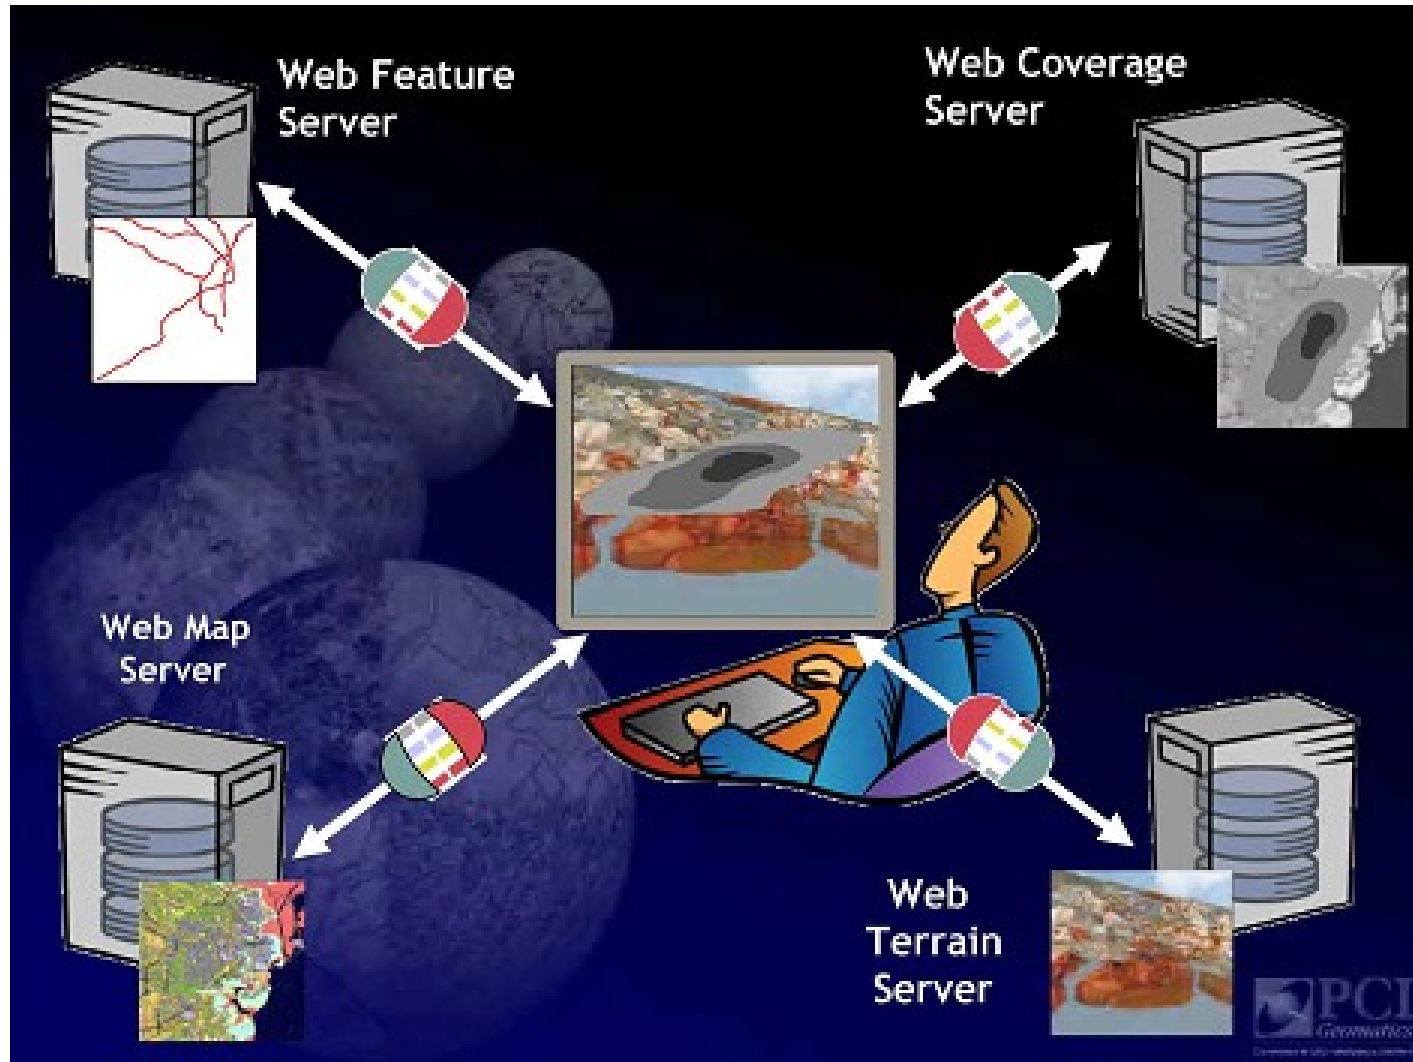 Web Feature
Server
Web Coverage
Server
Web Map
Server
Web
Terrain
Server
PCI
Geomatics